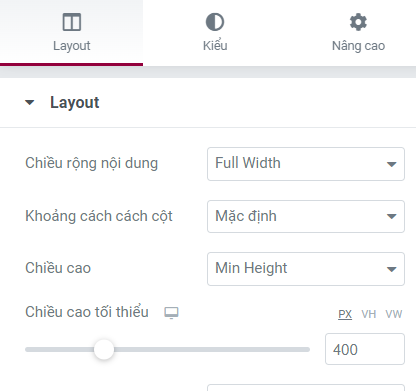 Layout Kiểu Nâng cao
Layout
Chiều rộng nội dung Full Width
Khoảng cách cách cột Mặc định
Chiều cao Min Height
Chiều cao tối thiểu PX VH VW
400